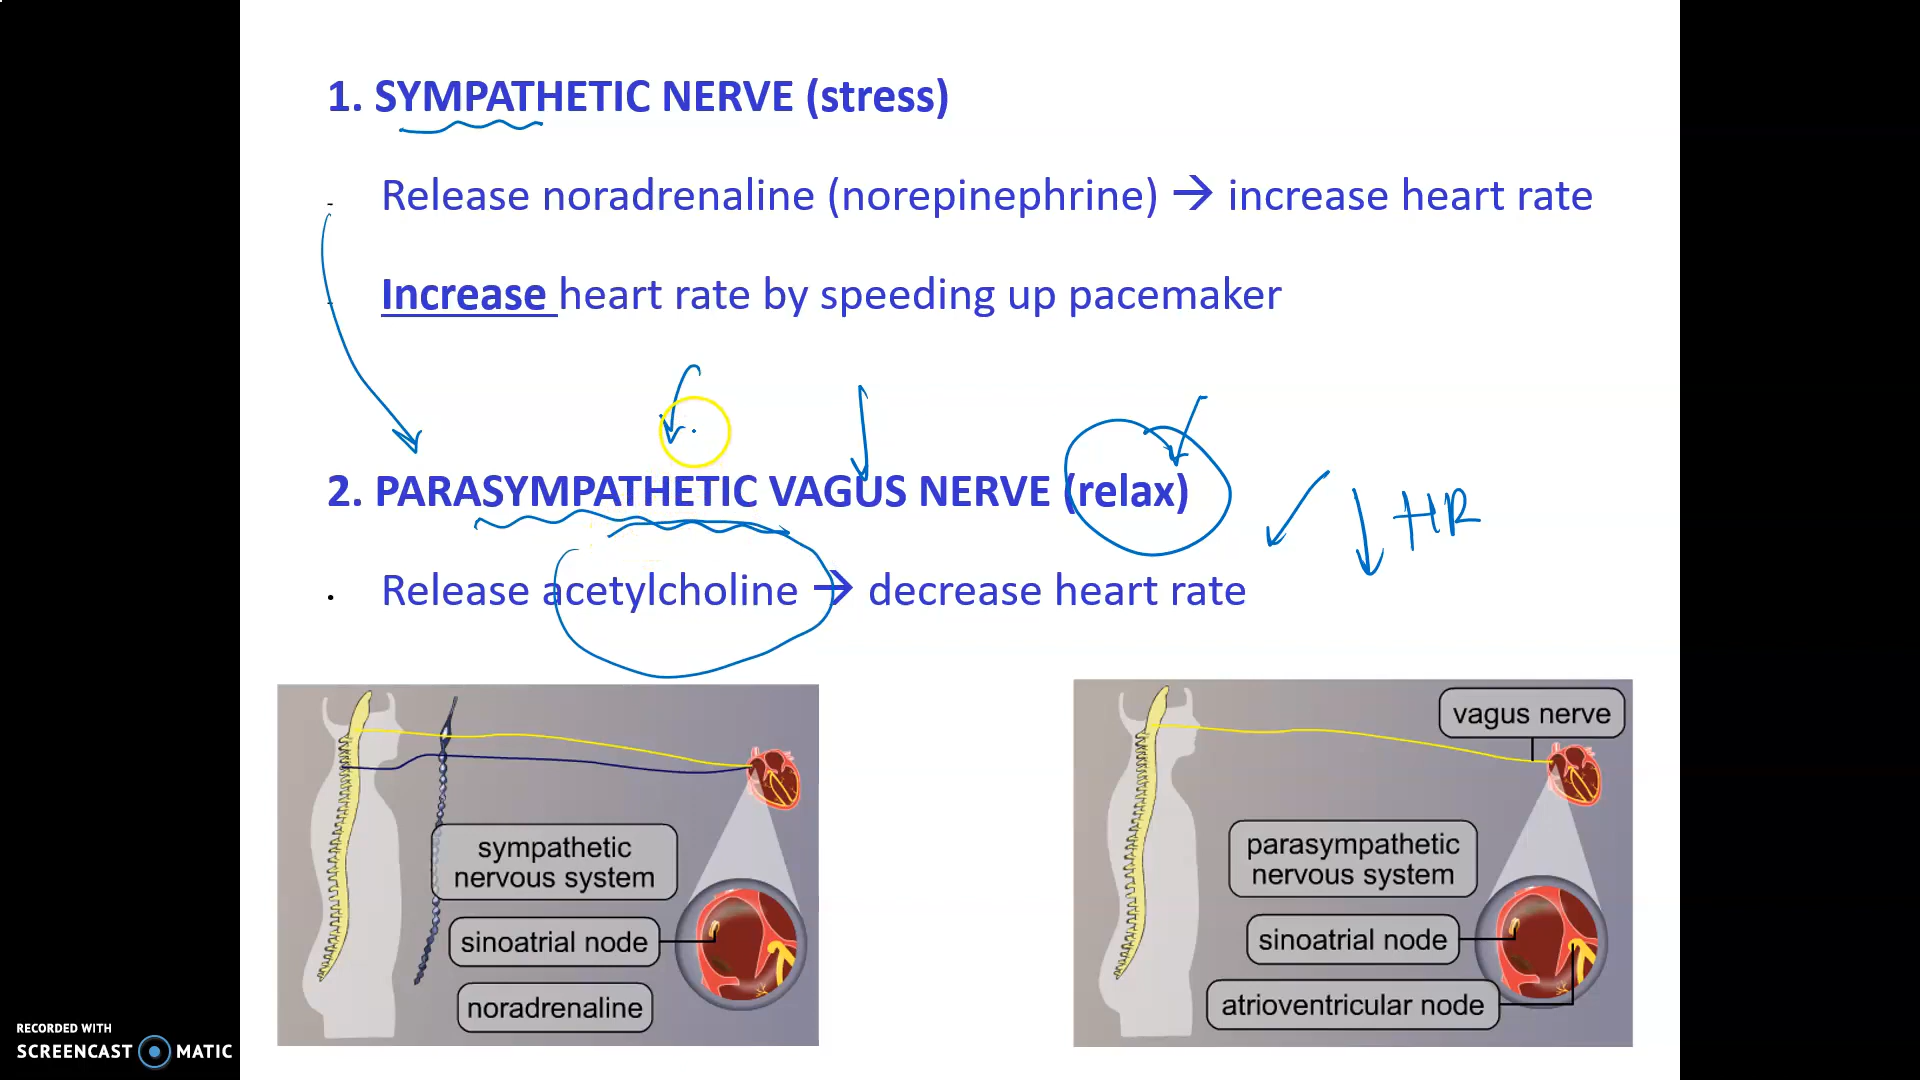 1. SYMPATHETIC NERVE (stress)
- Release noradrenaline (norepinephrine) → increase heart rate
- Increase heart rate by speeding up pacemaker
2. PARASYMPATHETIC VAGUS NERVE (relax)
↓ HR
• Release acetylcholine → decrease heart rate
sympathetic
nervous system
sinoatrial node
noradrenaline
vagus nerve
parasympathetic
nervous system
sinoatrial node
atrioventricular node
RECORDED WITH
SCREENCAST MATIC